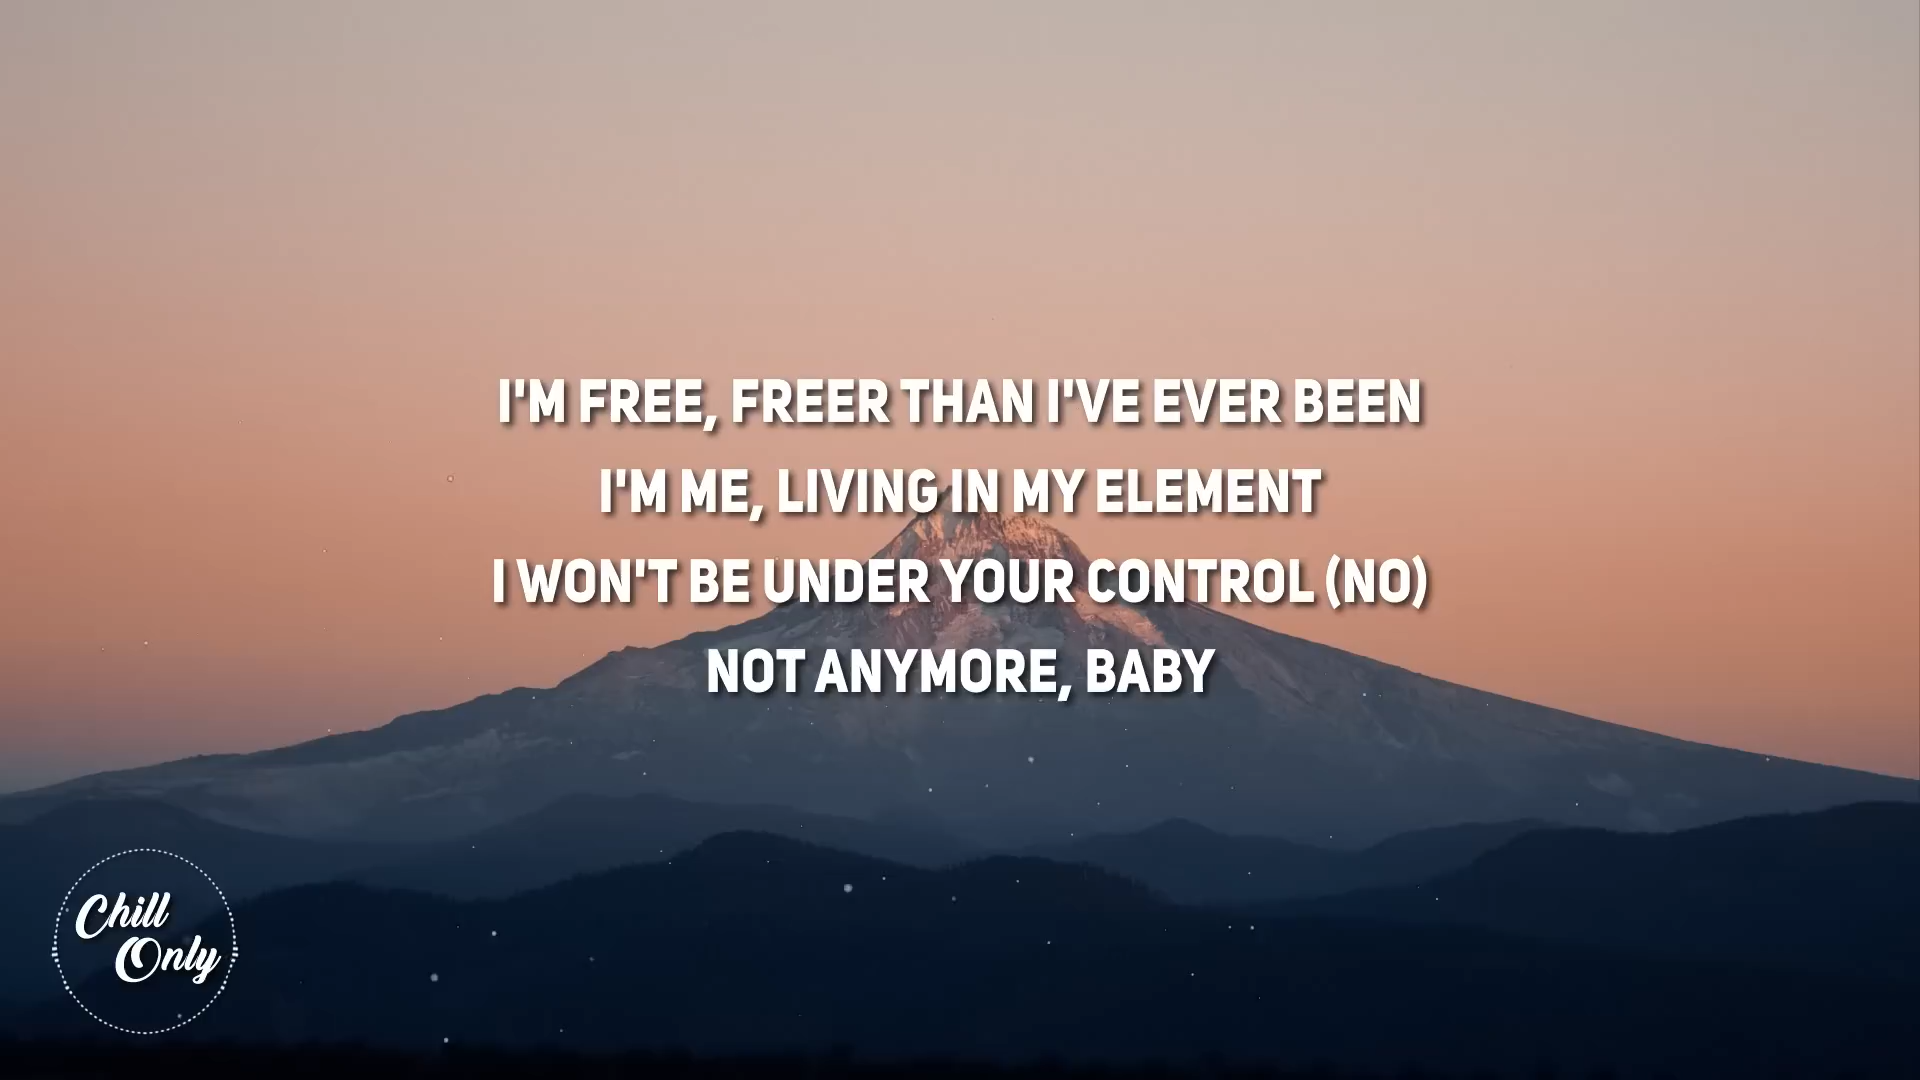 I'M FREE, FREER THAN I'VE EVER BEEN
I'M ME, LIVING IN MY ELEMENT
I WON'T BE UNDER YOUR CONTROL (NO)
NOT ANYMORE, BABY
Chill
Only